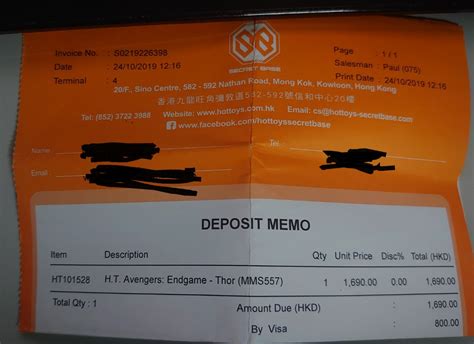 SECRET BASE
Invoice No. : S0219226398
Page : 1 / 1
Date : 24/10/2019 12:16
Salesman : Paul (075)
Terminal : 4
Print Date : 24/10/2019 12:16
20/F., Sino Centre, 582 - 592 Nathan Road, Mong Kok, Kowloon, Hong Kong
香港九龍旺角彌敦道582-592號信和中心20樓
Tel: (852) 3722 3988 Website: www.hottoys.com.hk Email: cs@hottoys-secretbase.com
www.facebook.com/hottoyssecretbase
Name :
Tel :
Email :
DEPOSIT MEMO
Item Description Qty Unit Price Disc% Total (HKD)
HT101528 H.T. Avengers: Endgame - Thor (MMS557) 1 1,690.00 0.00 1,690.00
Total Qty : 1 Amount Due (HKD) : 1,690.00
By Visa : 800.00